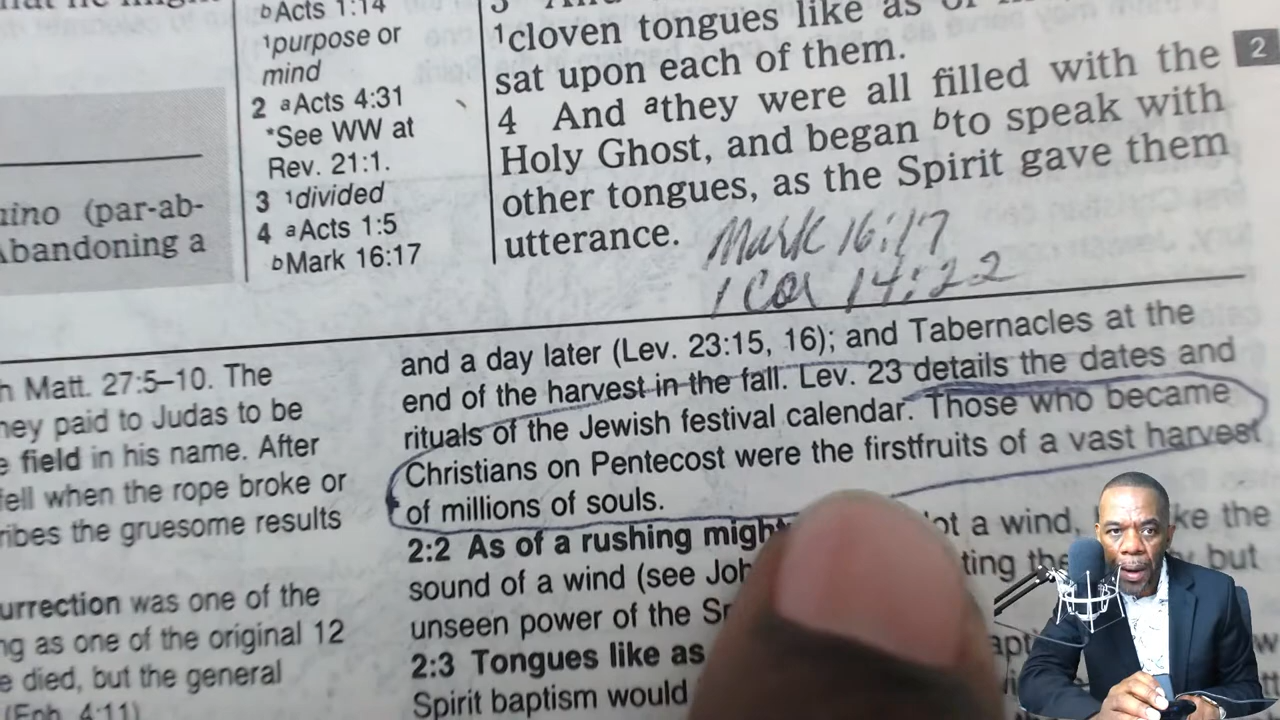 bActs 1:14
1purpose or
mind
2 aActs 4:31
*See WW at
Rev. 21:1.
3 1divided
4 aActs 1:5
bMark 16:17
1cloven tongues like as
sat upon each of them.
4 And athey were all filled with the
Holy Ghost, and began bto speak with
other tongues, as the Spirit gave them
utterance.
Mark 16:17
1 Cor 14:22
2
(par-ab-
Abandoning a
Matt. 27:5–10. The
paid to Judas to be
field in his name. After
fell when the rope broke or
the gruesome results
was one of the
as one of the original 12
died, but the general
(Eph. 4:11)
and a day later (Lev. 23:15, 16); and Tabernacles at the
end of the harvest in the fall. Lev. 23 details the dates and
rituals of the Jewish festival calendar. Those who became
Christians on Pentecost were the firstfruits of a vast harvest
of millions of souls.
2:2 As of a rushing a wind, the
sound of a wind (see but
unseen power of the
2:3 Tongues like as
Spirit baptism would